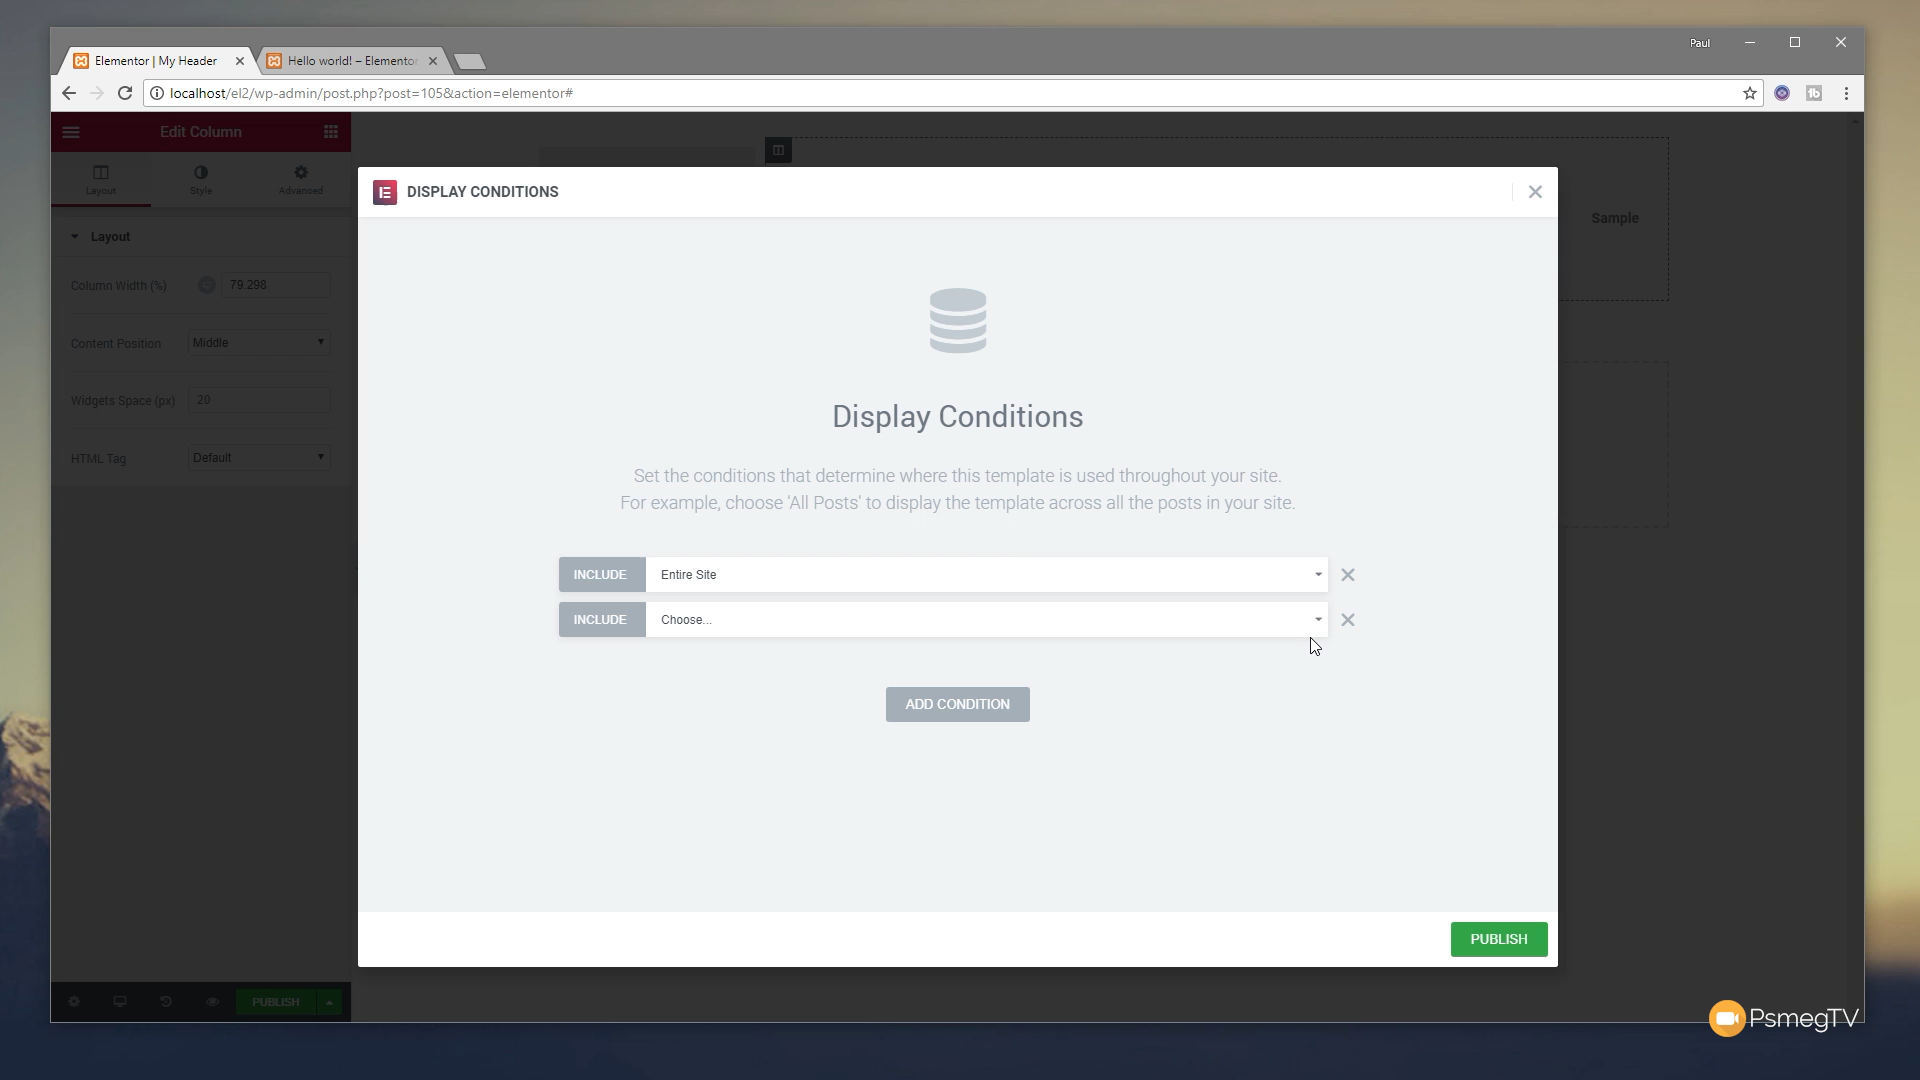 Paul
Elementor | My Header
Hello world! – Elementor
localhost/el2/wp-admin/post.php?post=105&action=elementor#
Edit Column
Layout
Style
Advanced
DISPLAY CONDITIONS
Sample
Layout
Column Width (%)
79.298
Content Position
Middle
Widgets Space (px)
20
HTML Tag
Default
Display Conditions
Set the conditions that determine where this template is used throughout your site.
For example, choose 'All Posts' to display the template across all the posts in your site.
INCLUDE
Entire Site
INCLUDE
Choose...
ADD CONDITION
PUBLISH
PUBLISH
PsmegTV